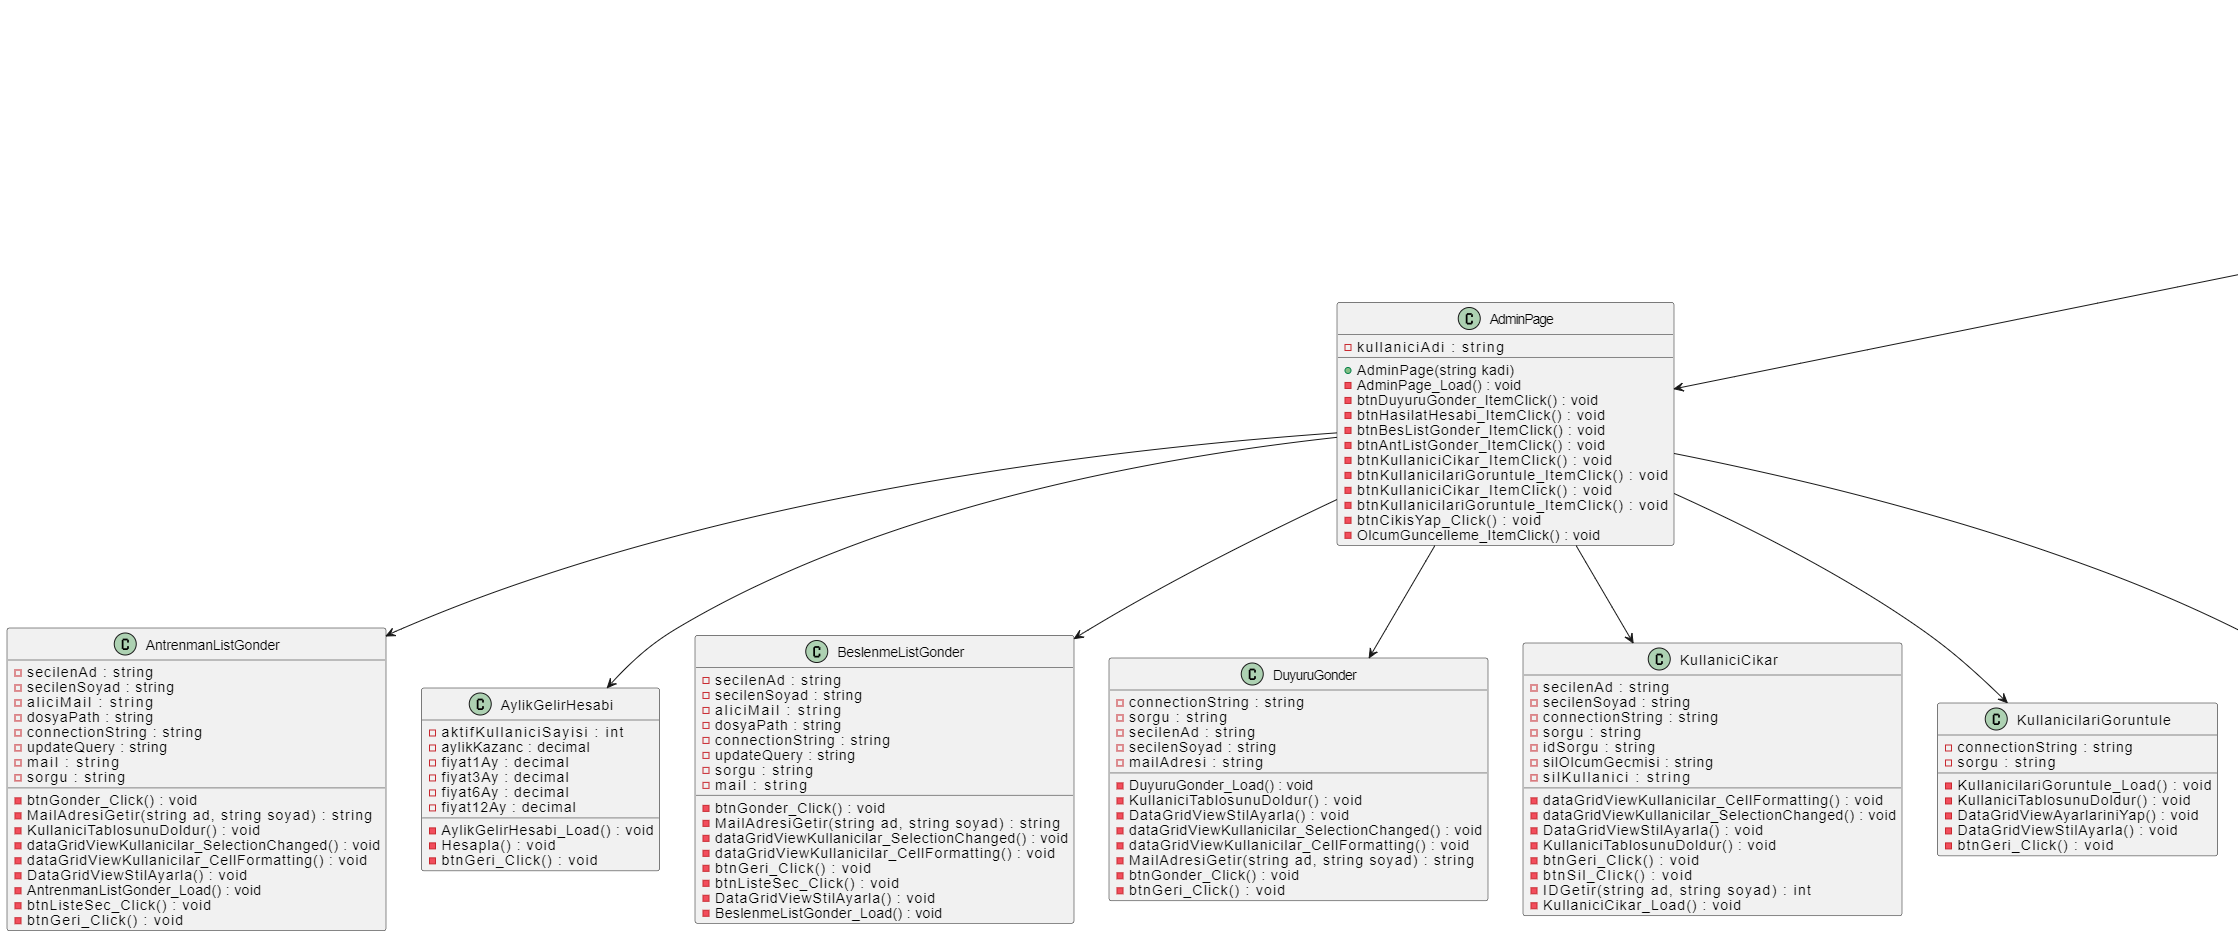 C AdminPage
kullaniciAdi : string
AdminPage(string kadi)
AdminPage_Load() : void
btnDuyuruGonder_ItemClick() : void
btnHasilatHesabi_ItemClick() : void
btnBesListGonder_ItemClick() : void
btnAntListGonder_ItemClick() : void
btnKullaniciCikar_ItemClick() : void
btnKullanicilariGoruntule_ItemClick() : void
btnKullaniciCikar_ItemClick() : void
btnKullanicilariGoruntule_ItemClick() : void
btnCikisYap_Click() : void
OlcumGuncelleme_ItemClick() : void
C AntrenmanListGonder
secilenAd : string
secilenSoyad : string
aliciMail : string
dosyaPath : string
connectionString : string
updateQuery : string
mail : string
sorgu : string
btnGonder_Click() : void
MailAdresiGetir(string ad, string soyad) : string
KullaniciTablosunuDoldur() : void
dataGridViewKullanicilar_SelectionChanged() : void
dataGridViewKullanicilar_CellFormatting() : void
DataGridViewStilAyarla() : void
AntrenmanListGonder_Load() : void
btnListeSec_Click() : void
btnGeri_Click() : void
C AylikGelirHesabi
aktifKullaniciSayisi : int
aylikKazanc : decimal
fiyat1Ay : decimal
fiyat3Ay : decimal
fiyat6Ay : decimal
fiyat12Ay : decimal
AylikGelirHesabi_Load() : void
Hesapla() : void
btnGeri_Click() : void
C BeslenmeListGonder
secilenAd : string
secilenSoyad : string
aliciMail : string
dosyaPath : string
connectionString : string
updateQuery : string
sorgu : string
mail : string
btnGonder_Click() : void
MailAdresiGetir(string ad, string soyad) : string
dataGridViewKullanicilar_SelectionChanged() : void
dataGridViewKullanicilar_CellFormatting() : void
btnGeri_Click() : void
btnListeSec_Click() : void
DataGridViewStilAyarla() : void
BeslenmeListGonder_Load() : void
C DuyuruGonder
connectionString : string
sorgu : string
secilenAd : string
secilenSoyad : string
mailAdresi : string
DuyuruGonder_Load() : void
KullaniciTablosunuDoldur() : void
DataGridViewStilAyarla() : void
dataGridViewKullanicilar_SelectionChanged() : void
dataGridViewKullanicilar_CellFormatting() : void
MailAdresiGetir(string ad, string soyad) : string
btnGonder_Click() : void
btnGeri_Click() : void
C KullaniciCikar
secilenAd : string
secilenSoyad : string
connectionString : string
sorgu : string
idSorgu : string
silOlcumGecmisi : string
silKullanici : string
dataGridViewKullanicilar_CellFormatting() : void
dataGridViewKullanicilar_SelectionChanged() : void
DataGridViewStilAyarla() : void
KullaniciTablosunuDoldur() : void
btnGeri_Click() : void
btnSil_Click() : void
IDGetir(string ad, string soyad) : int
KullaniciCikar_Load() : void
C KullanicilariGoruntule
connectionString : string
sorgu : string
KullanicilariGoruntule_Load() : void
KullaniciTablosunuDoldur() : void
DataGridViewAyarlariniYap() : void
DataGridViewStilAyarla() : void
btnGeri_Click() : void